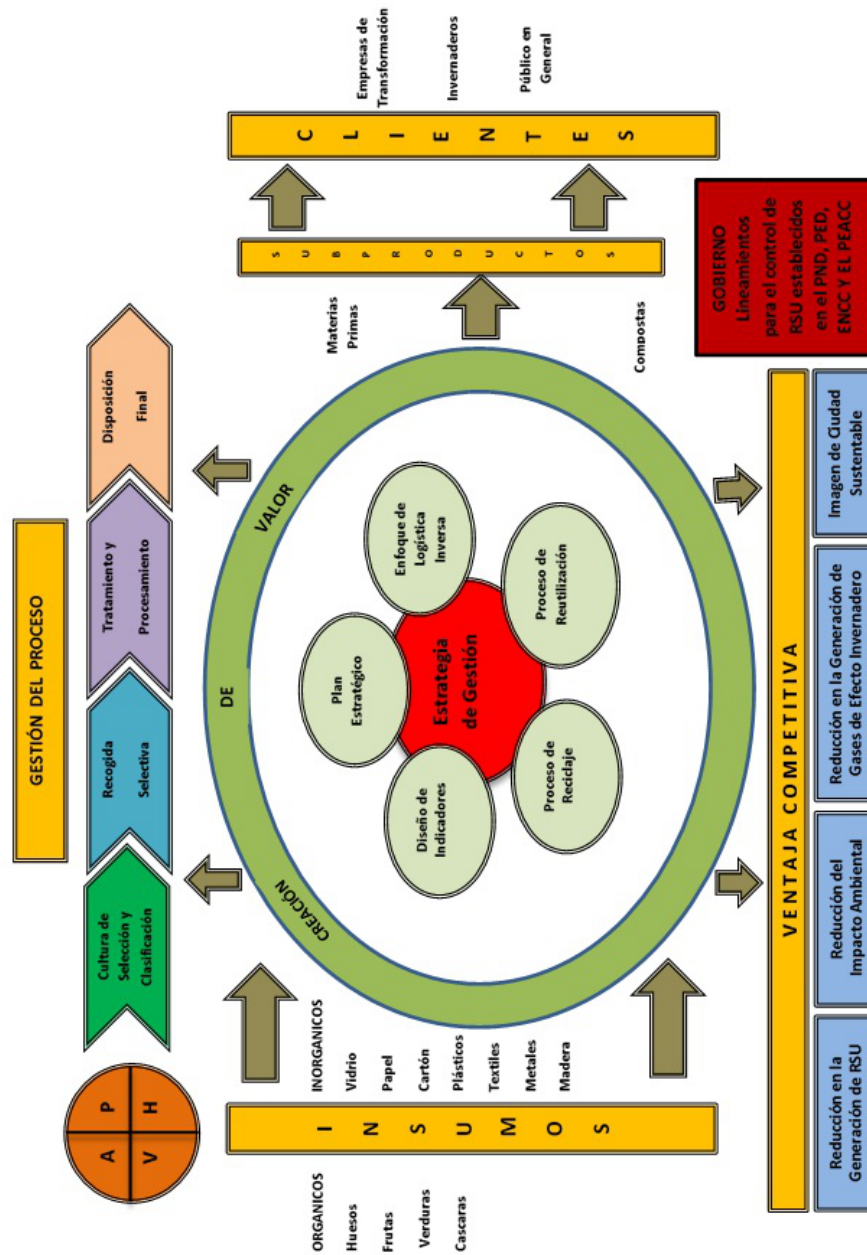 GESTIÓN DEL PROCESO
A
P
V
H
Cultura de
Selección y
Clasificación
Recogida
Selectiva
Tratamiento y
Procesamiento
Disposición
Final
ORGANICOS
Huesos
Frutas
Verduras
Cascaras
INSUMOS
INORGANICOS
Vidrio
Papel
Cartón
Plásticos
Textiles
Metales
Madera
CREACIÓN DE VALOR
Plan
Estratégico
Diseño de
Indicadores
Enfoque de
Logística
Inversa
Estrategia
de Gestión
Proceso de
Reciclaje
Proceso de
Reutilización
Materias
Primas
Compostas
SUBPRODUCTOS
CLIENTES
Empresas de
Transformación
Invernaderos
Público en
General
VENTAJA COMPETITIVA
Reducción en la
Generación de RSU
Reducción del
Impacto Ambiental
Reducción en la Generación de
Gases de Efecto Invernadero
Imagen de Ciudad
Sustentable
GOBIERNO
Lineamientos
para el control de
RSU establecidos
en el PND, PED,
ENCC Y EL PEACC